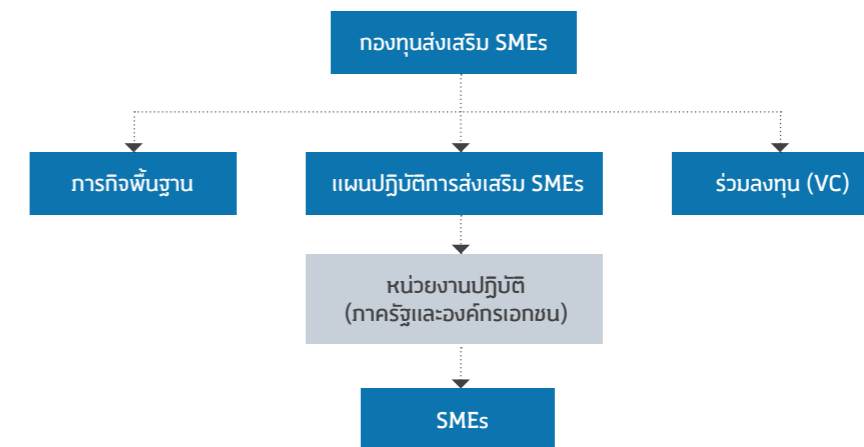 กองทุนส่งเสริม SMEs
ภารกิจพื้นฐาน
แผนปฏิบัติการส่งเสริม SMEs
ร่วมลงทุน (VC)
หน่วยงานปฏิบัติ
(ภาครัฐและองค์กรเอกชน)
SMEs